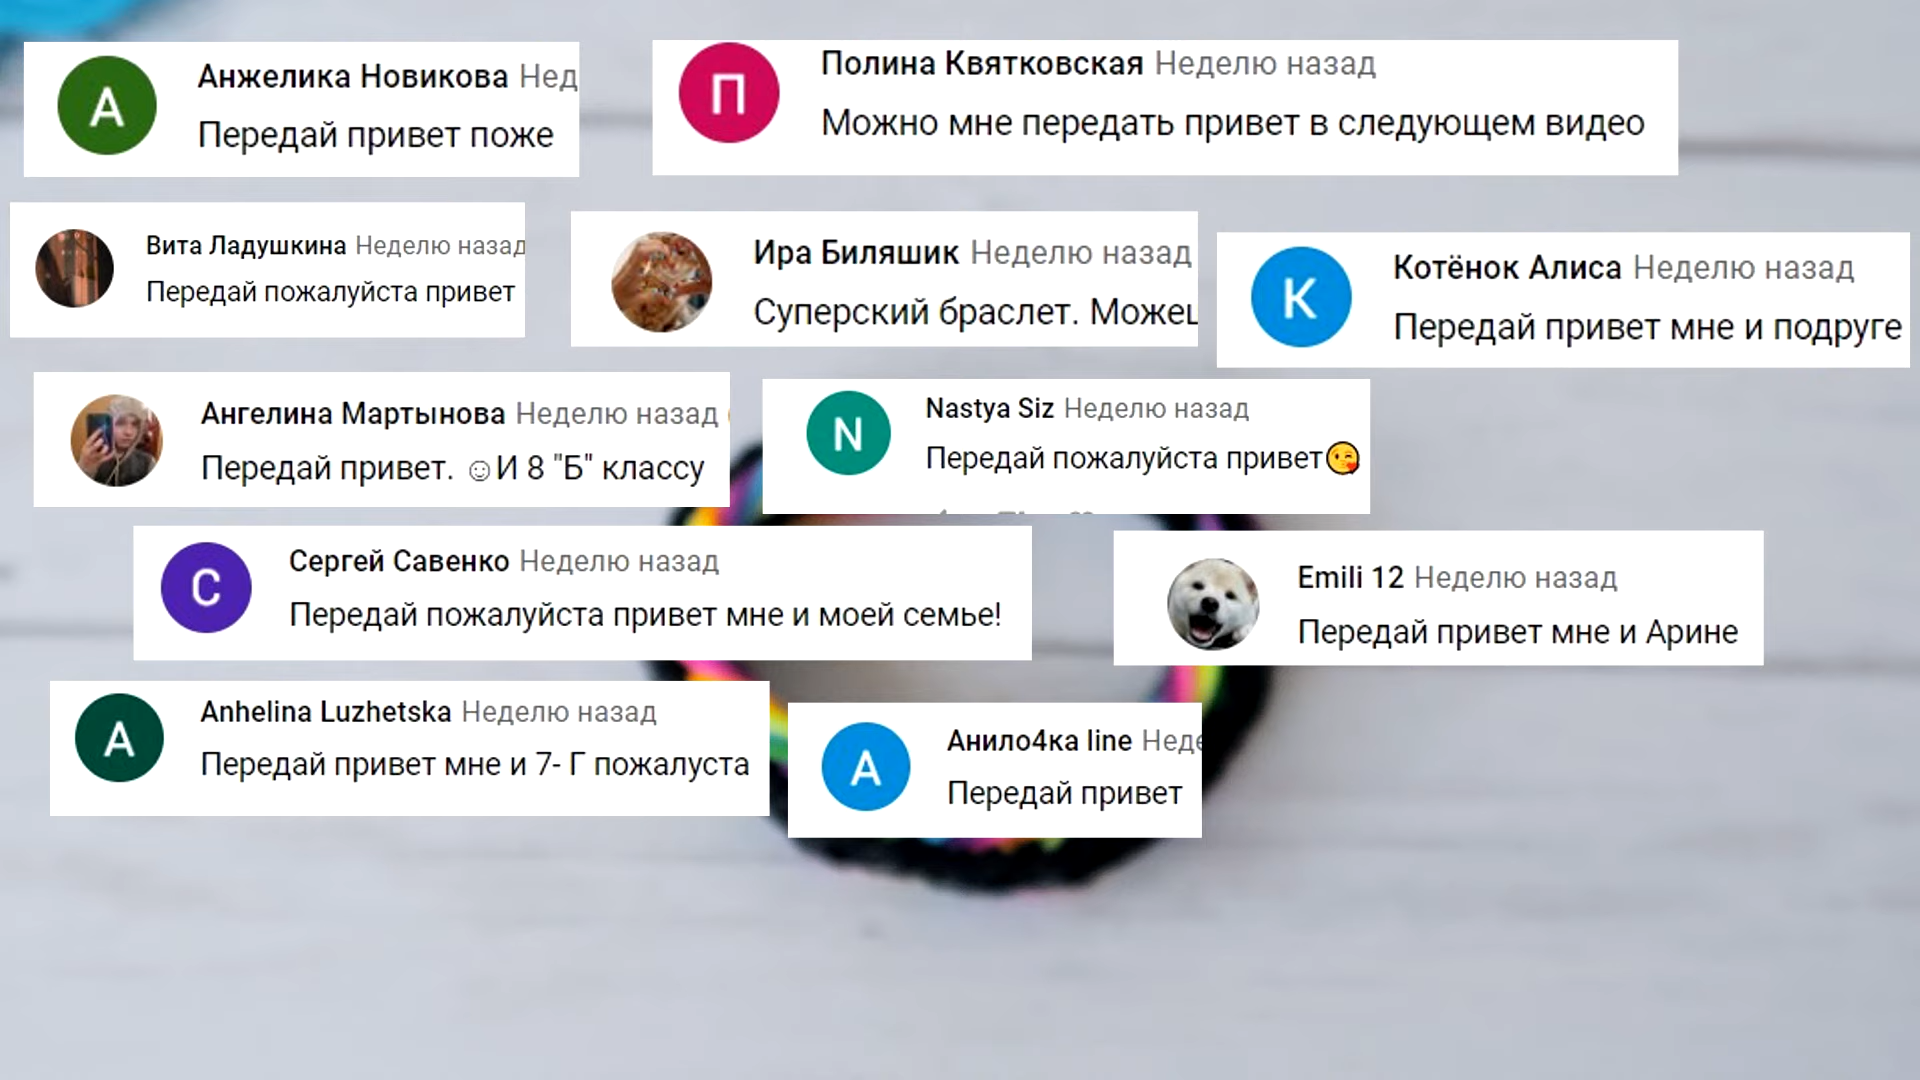 А
Анжелика Новикова Нед
Передай привет поже
П
Полина Квятковская Неделю назад
Можно мне передать привет в следующем видео
Вита Ладушкина Неделю назад
Передай пожалуйста привет
Ира Биляшик Неделю назад
Суперский браслет. Может
К
Котёнок Алиса Неделю назад
Передай привет мне и подруге
Ангелина Мартынова Неделю назад
Передай привет. ☺И 8 "Б" классу
N
Nastya Siz Неделю назад
Передай пожалуйста привет😘
С
Сергей Савенко Неделю назад
Передай пожалуйста привет мне и моей семье!
Emili 12 Неделю назад
Передай привет мне и Арине
A
Anhelina Luzhetska Неделю назад
Передай привет мне и 7- Г пожалуста
А
Анило4ка line Неде
Передай привет